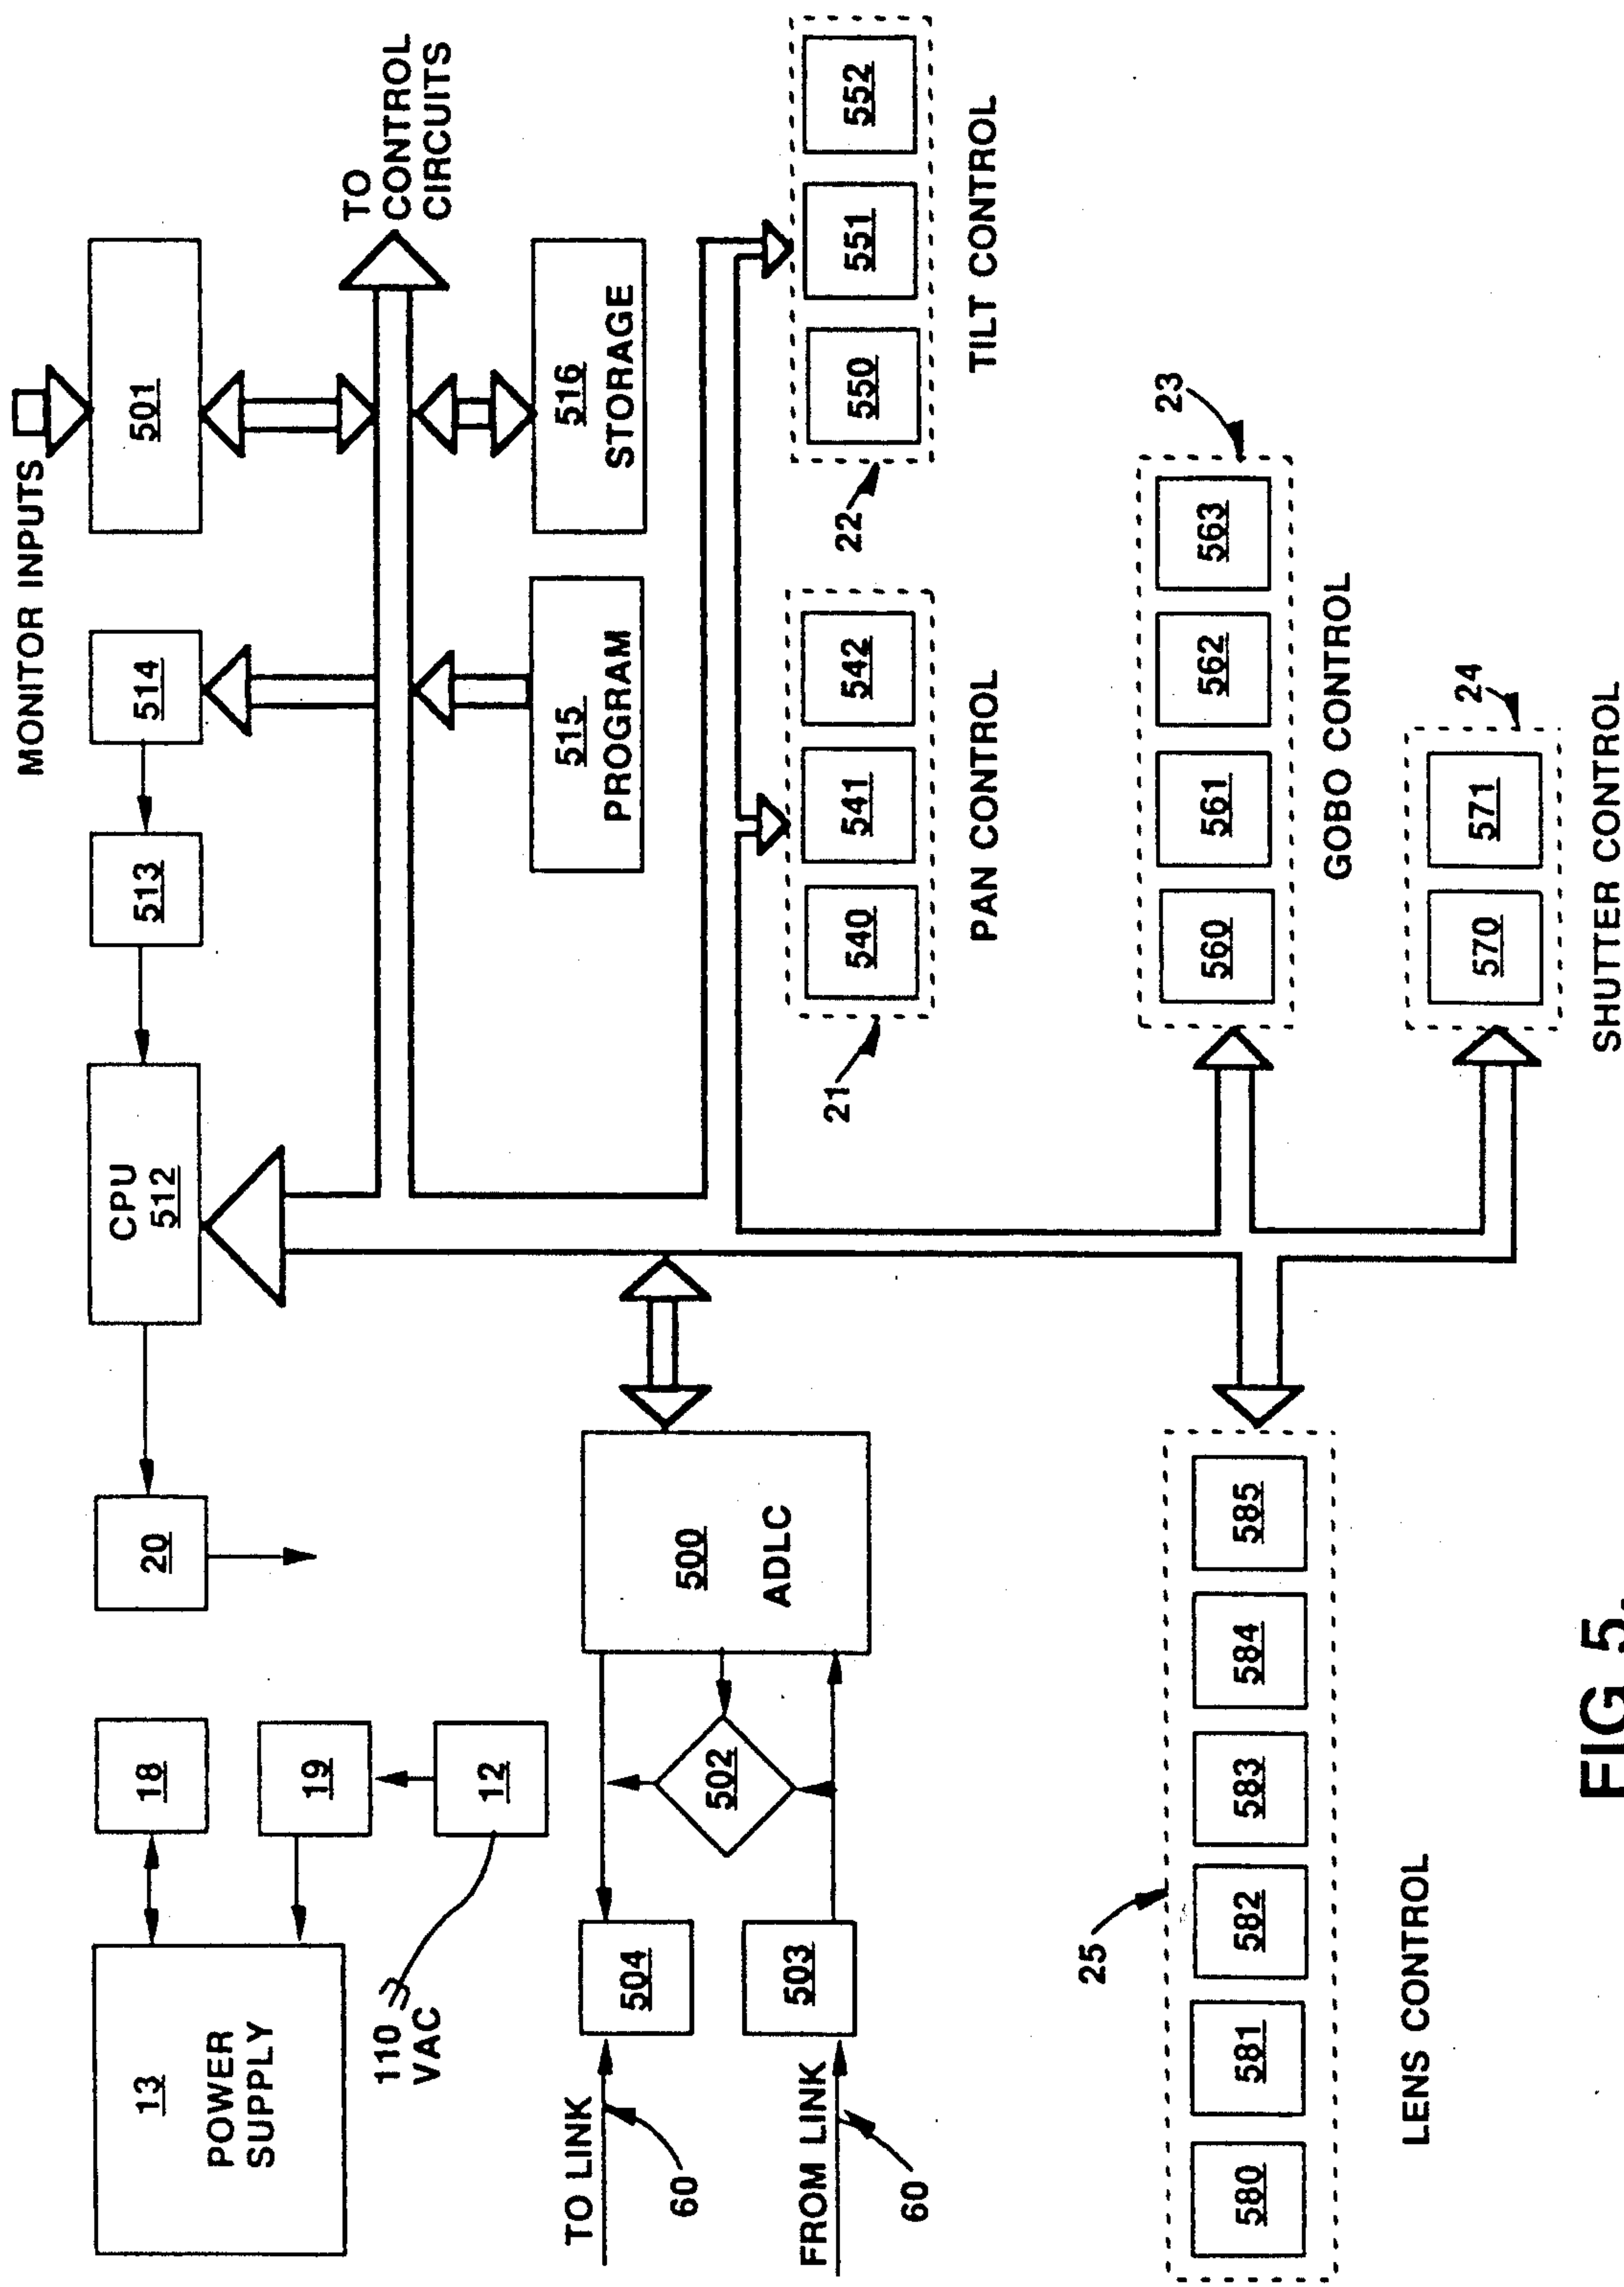 MONITOR INPUTS
13
POWER
SUPPLY
18
20
CPU
512
513
514
501
19
TO
CONTROL
CIRCUITS
110
VAC
12
515
PROGRAM
516
STORAGE
TO LINK
60
504
502
500
ADLC
FROM LINK
60
503
21
540
541
542
PAN CONTROL
22
550
551
552
TILT CONTROL
25
580
581
582
583
584
585
LENS CONTROL
23
560
561
562
563
GOBO CONTROL
24
570
571
SHUTTER CONTROL
FIG 5.